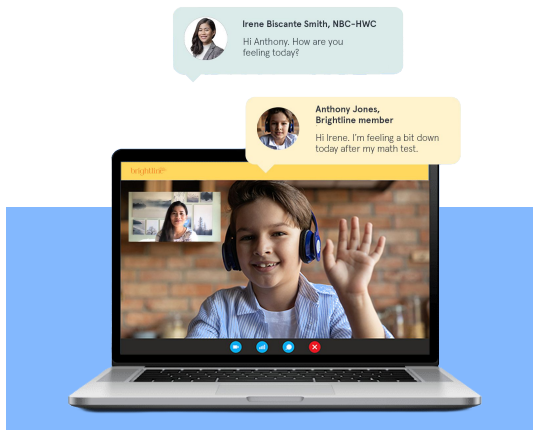 Irene Biscante Smith, NBC-HWC
Hi Anthony. How are you
feeling today?
Anthony Jones,
Brightline member
Hi Irene. I'm feeling a bit down
today after my math test.
brightline